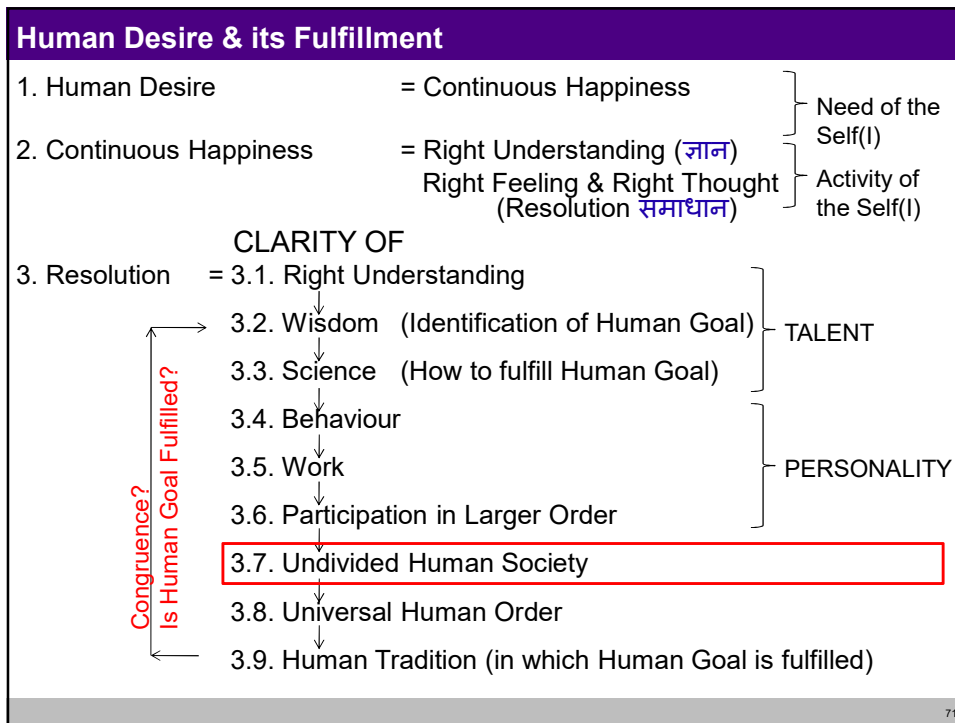 Human Desire & its Fulfillment
1. Human Desire = Continuous Happiness
Need of the
Self(I)
2. Continuous Happiness = Right Understanding (ज्ञान)
Right Feeling & Right Thought
(Resolution समाधान)
Activity of
the Self(I)
CLARITY OF
3. Resolution = 3.1. Right Understanding
3.2. Wisdom (Identification of Human Goal)
3.3. Science (How to fulfill Human Goal)
TALENT
3.4. Behaviour
3.5. Work
3.6. Participation in Larger Order
PERSONALITY
3.7. Undivided Human Society
3.8. Universal Human Order
3.9. Human Tradition (in which Human Goal is fulfilled)
Congruence?
Is Human Goal Fulfilled?
71